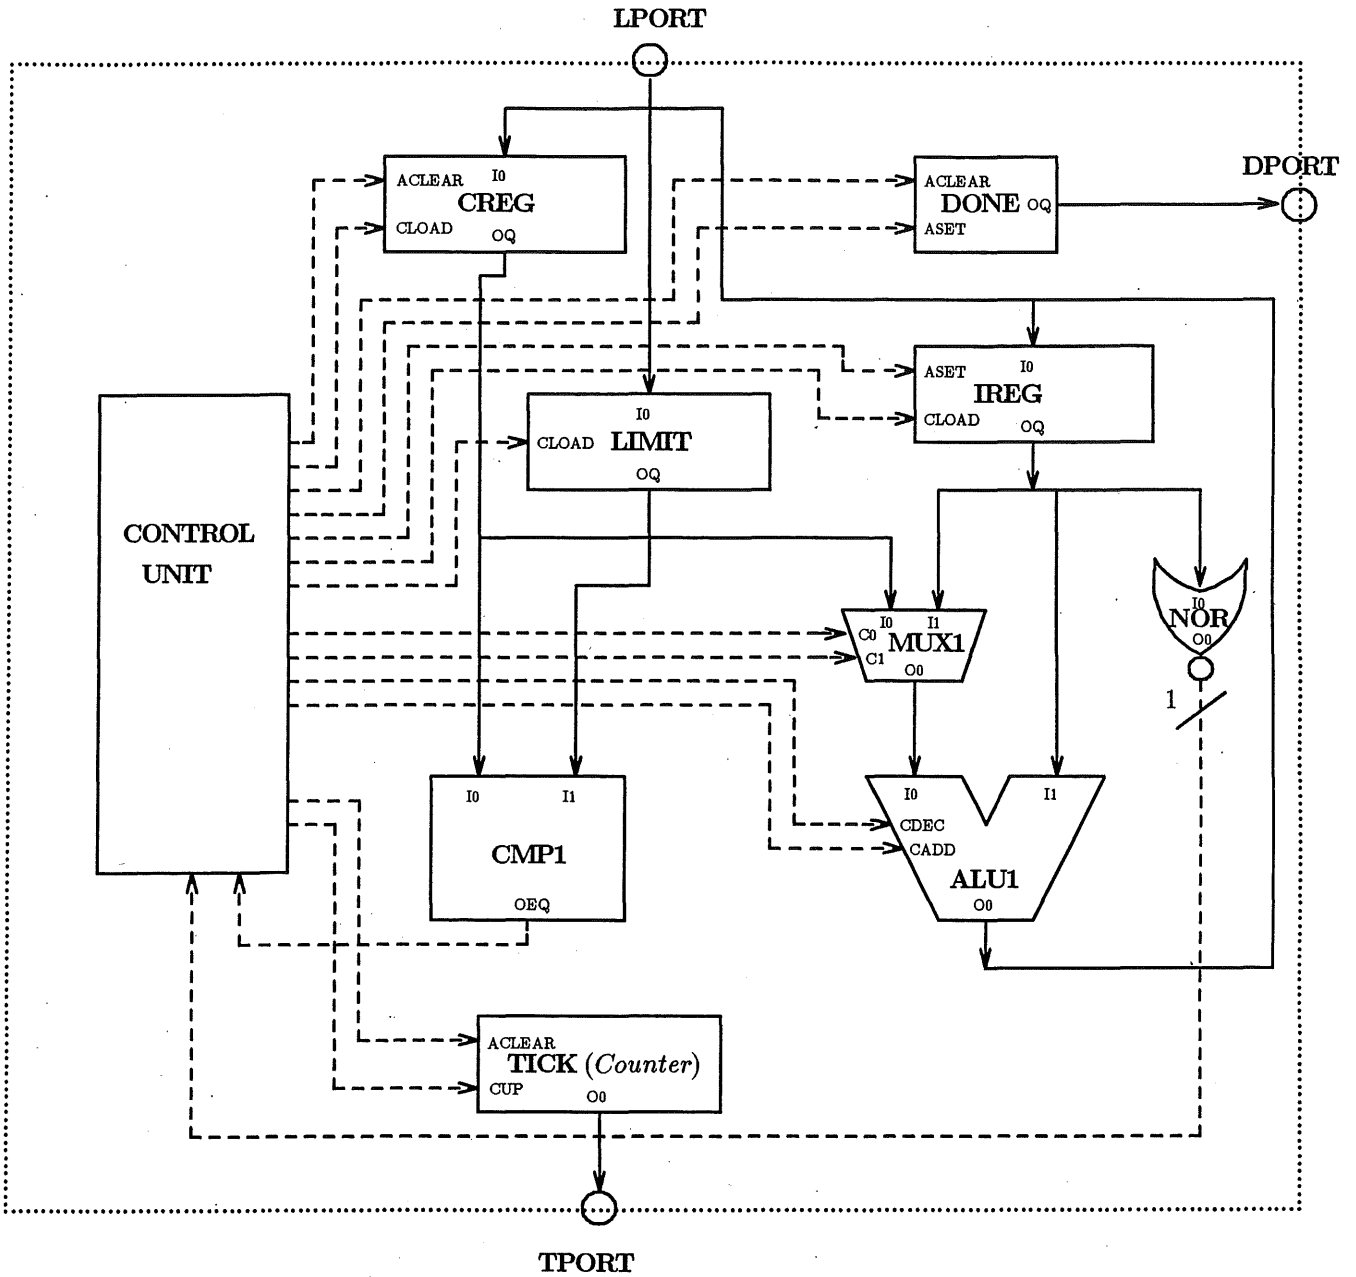 LPORT
DPORT
I0
ACLEAR
CREG
CLOAD
OQ
ACLEAR
DONE OQ
ASET
I0
ASET
IREG
CLOAD
OQ
I0
CLOAD LIMIT
OQ
CONTROL
UNIT
I0 I1
C0 MUX1
C1
O0
I0
NOR
O0
1
I0 I1
CMP1
OEQ
I0 I1
CDEC
CADD
ALU1
O0
ACLEAR
TICK (Counter)
CUP
O0
TPORT